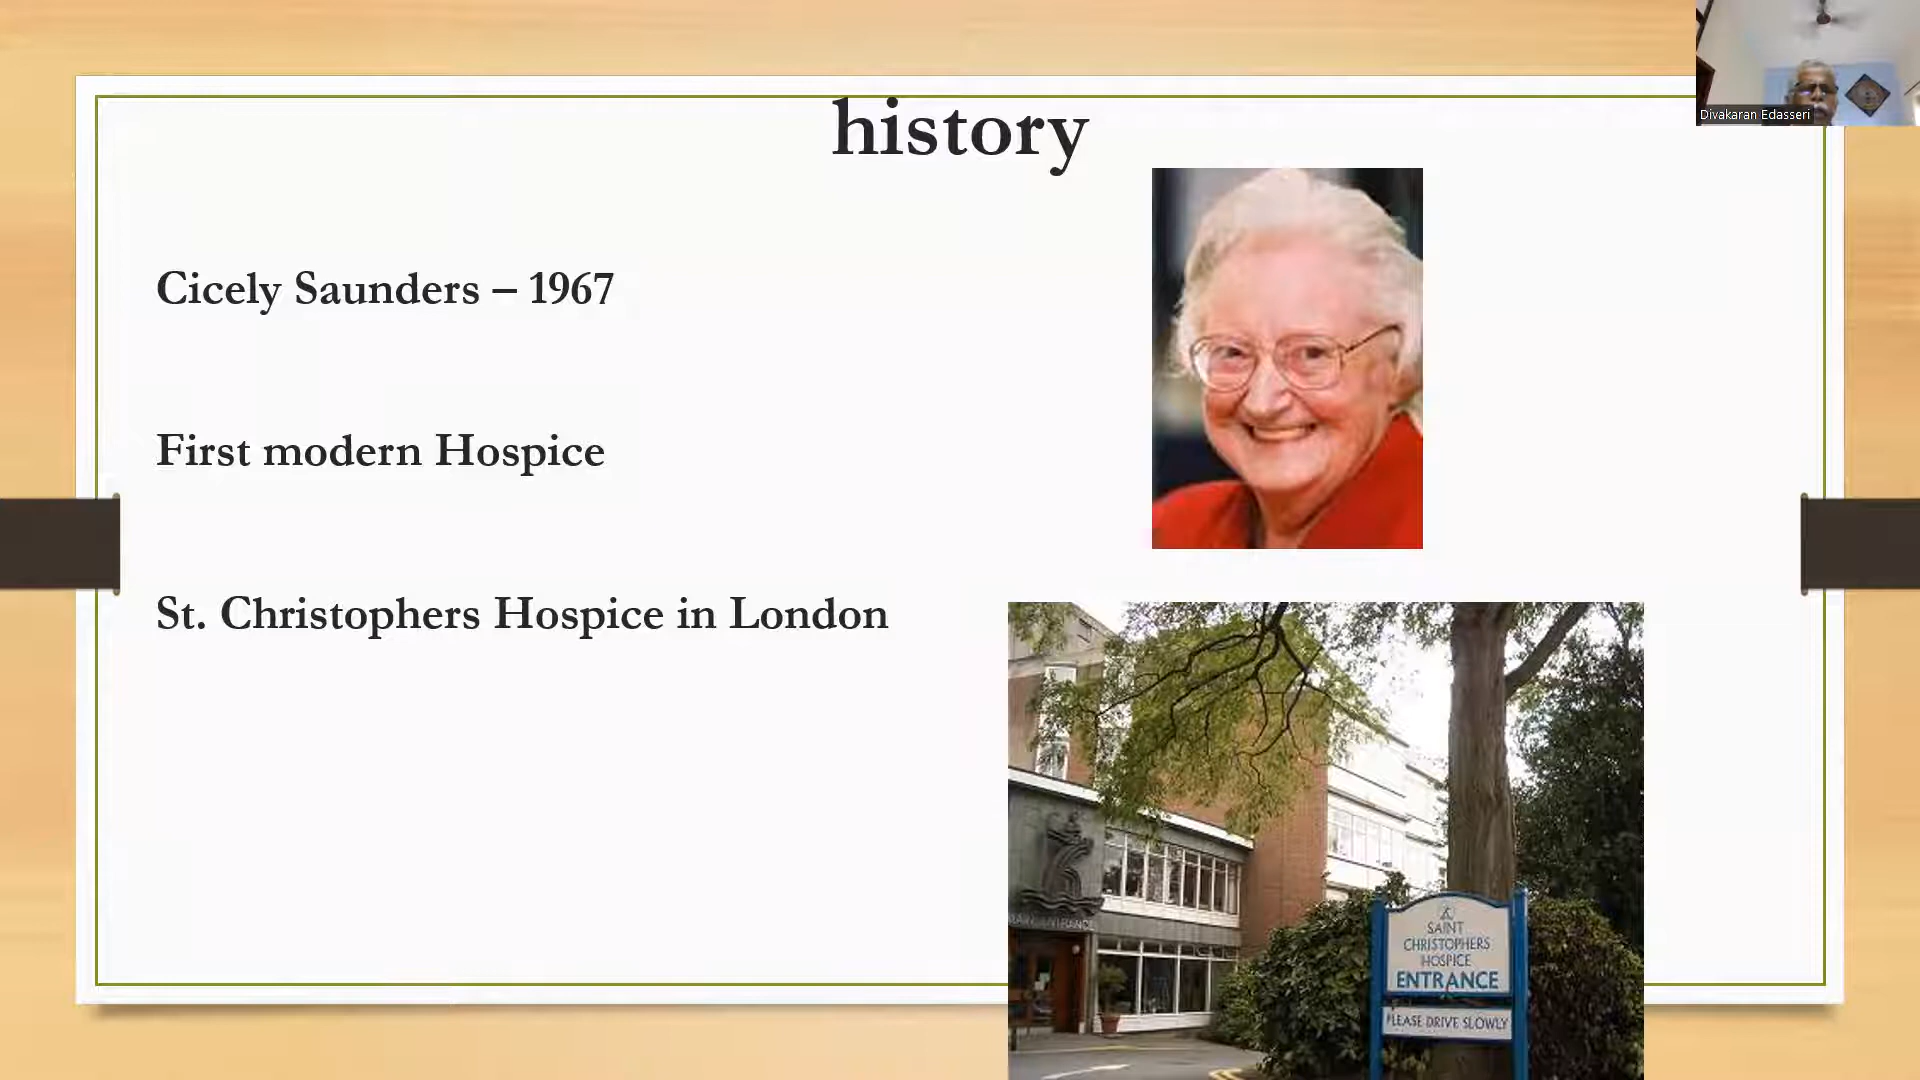 history
Divakaran Edasseri
Cicely Saunders – 1967
First modern Hospice
St. Christophers Hospice in London
SAINT
CHRISTOPHERS
HOSPICE
ENTRANCE
PLEASE DRIVE SLOWLY